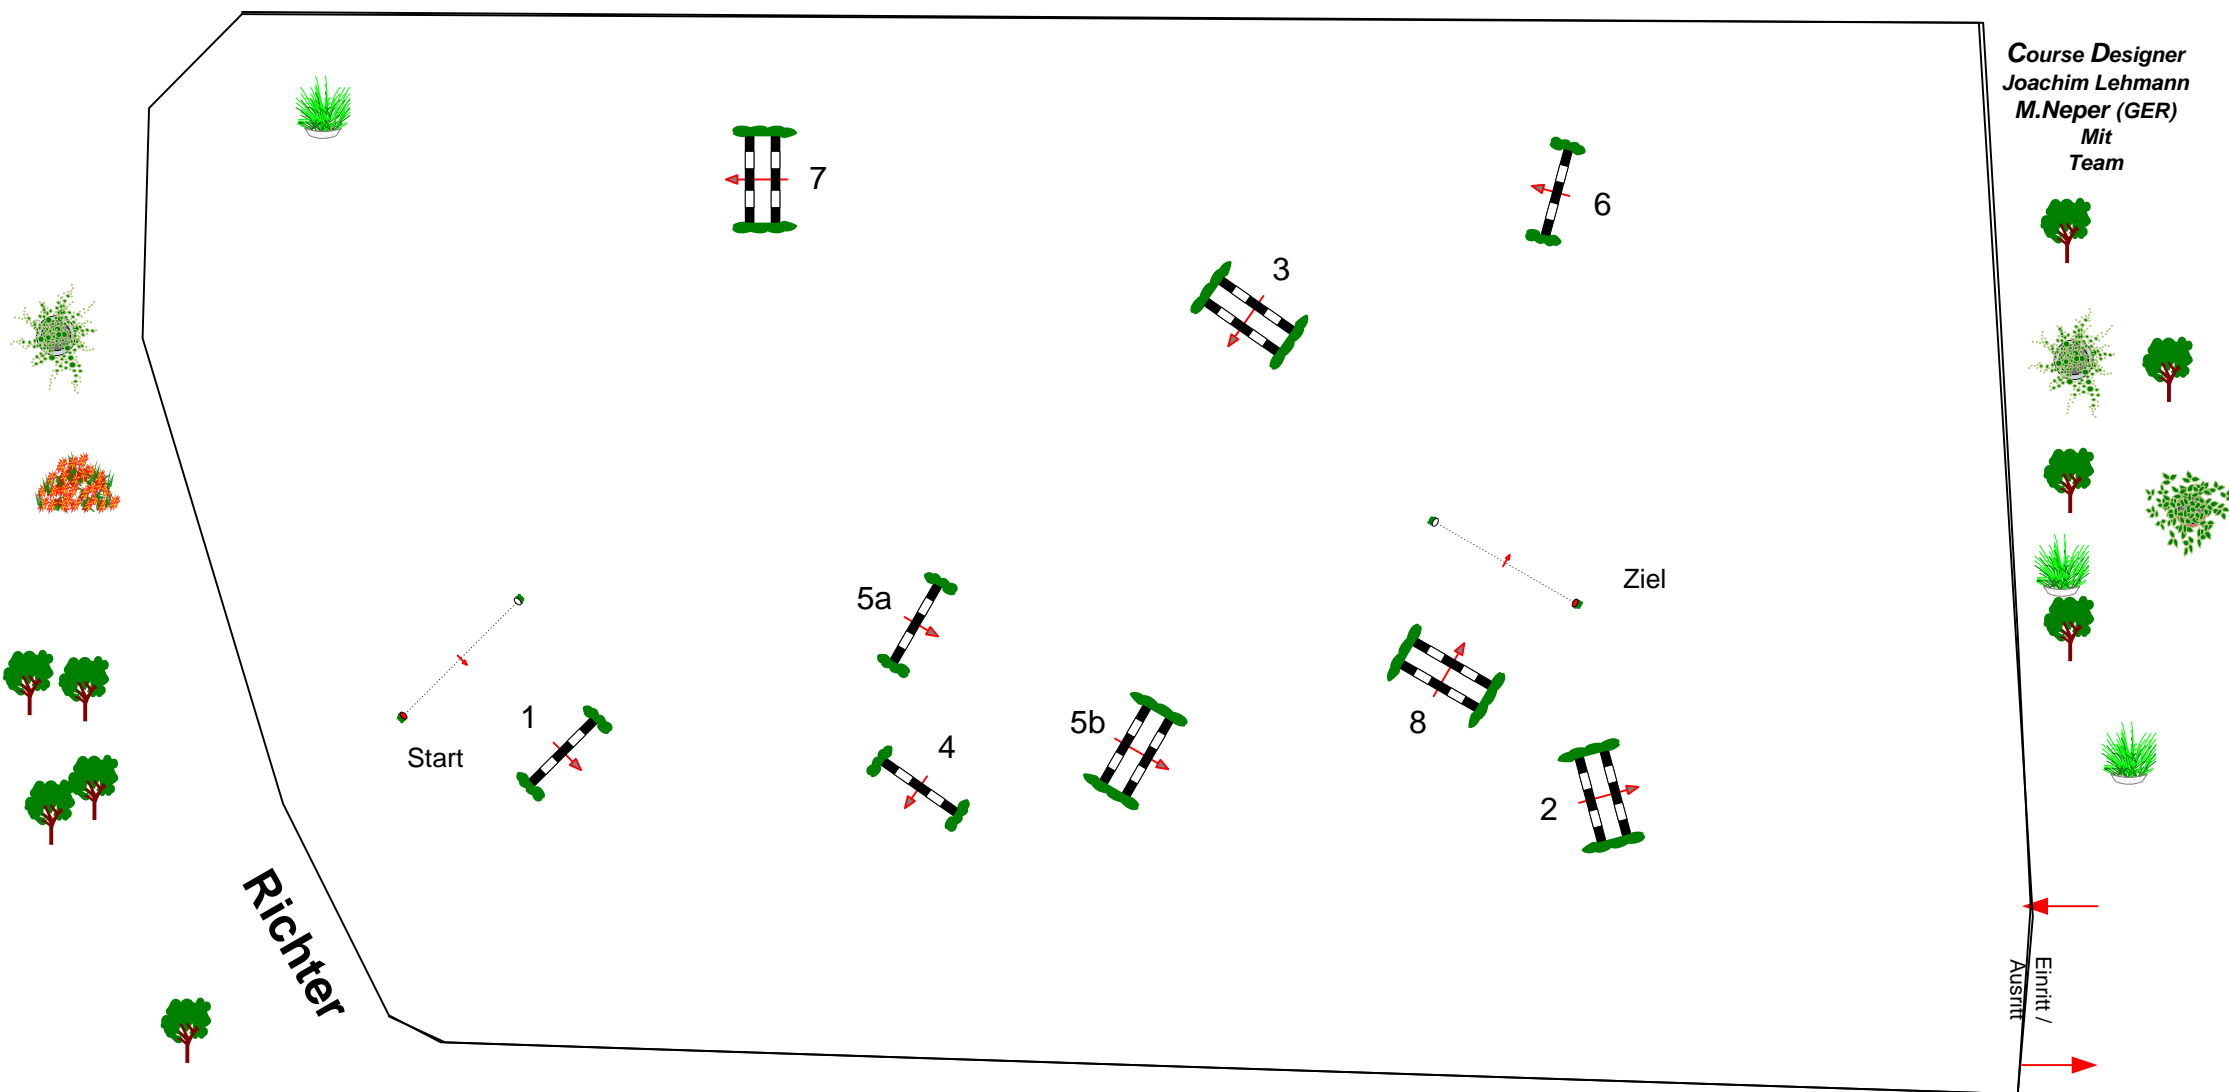 Course Designer
Joachim Lehmann
M.Neper (GER)
Mit
Team
7
6
3
5a
Ziel
1
Start
4
5b
8
2
Richter
Einritt /
Ausritt